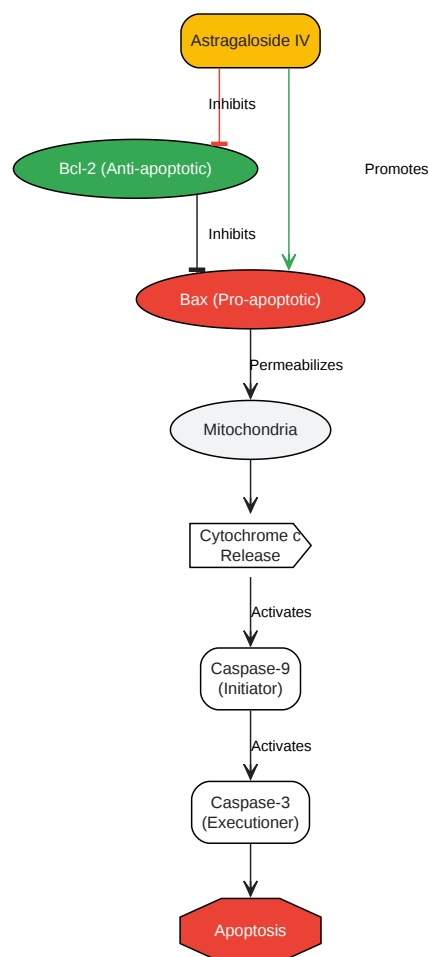 Astragaloside IV
Inhibits
Bcl-2 (Anti-apoptotic)
Promotes
Inhibits
Bax (Pro-apoptotic)
Permeabilizes
Mitochondria
Cytochrome c
Release
Activates
Caspase-9
(Initiator)
Activates
Caspase-3
(Executioner)
Apoptosis